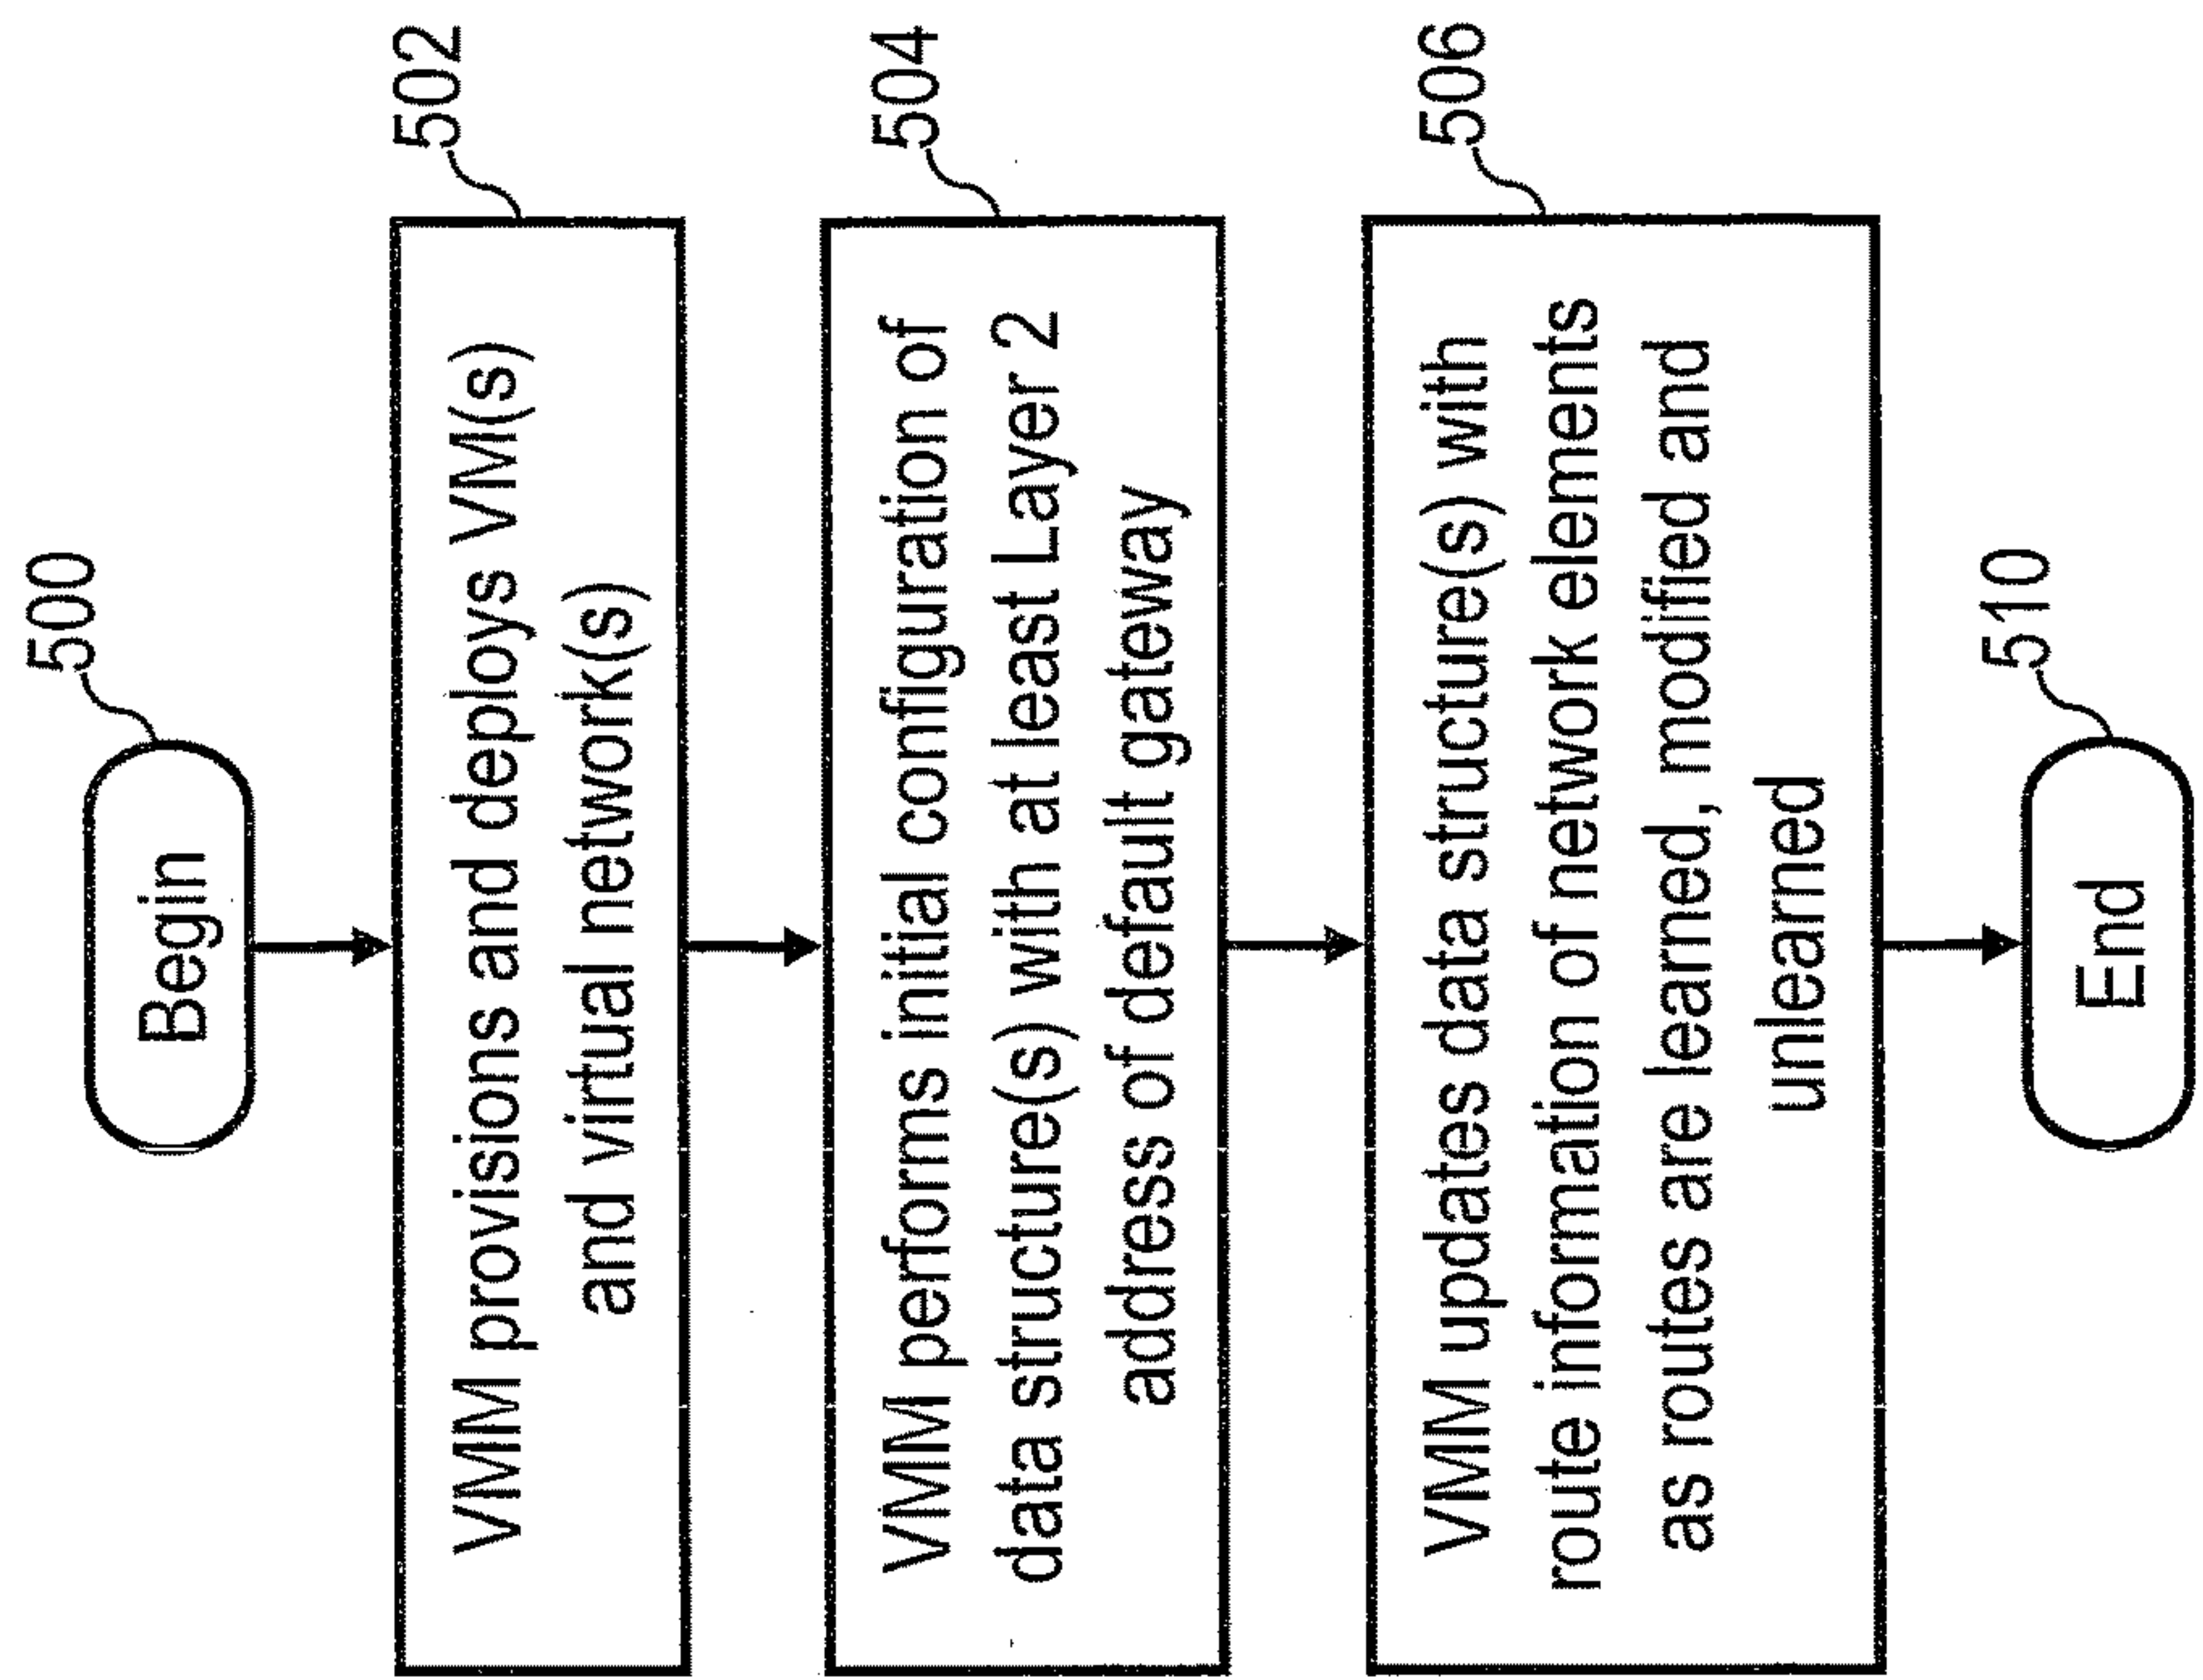 500
Begin
502
VMM provisions and deploys VM(s)
and virtual network(s)
504
VMM performs initial configuration of
data structure(s) with at least Layer 2
address of default gateway
506
VMM updates data structure(s) with
route information of network elements
as routes are learned, modified and
unlearned
510
End